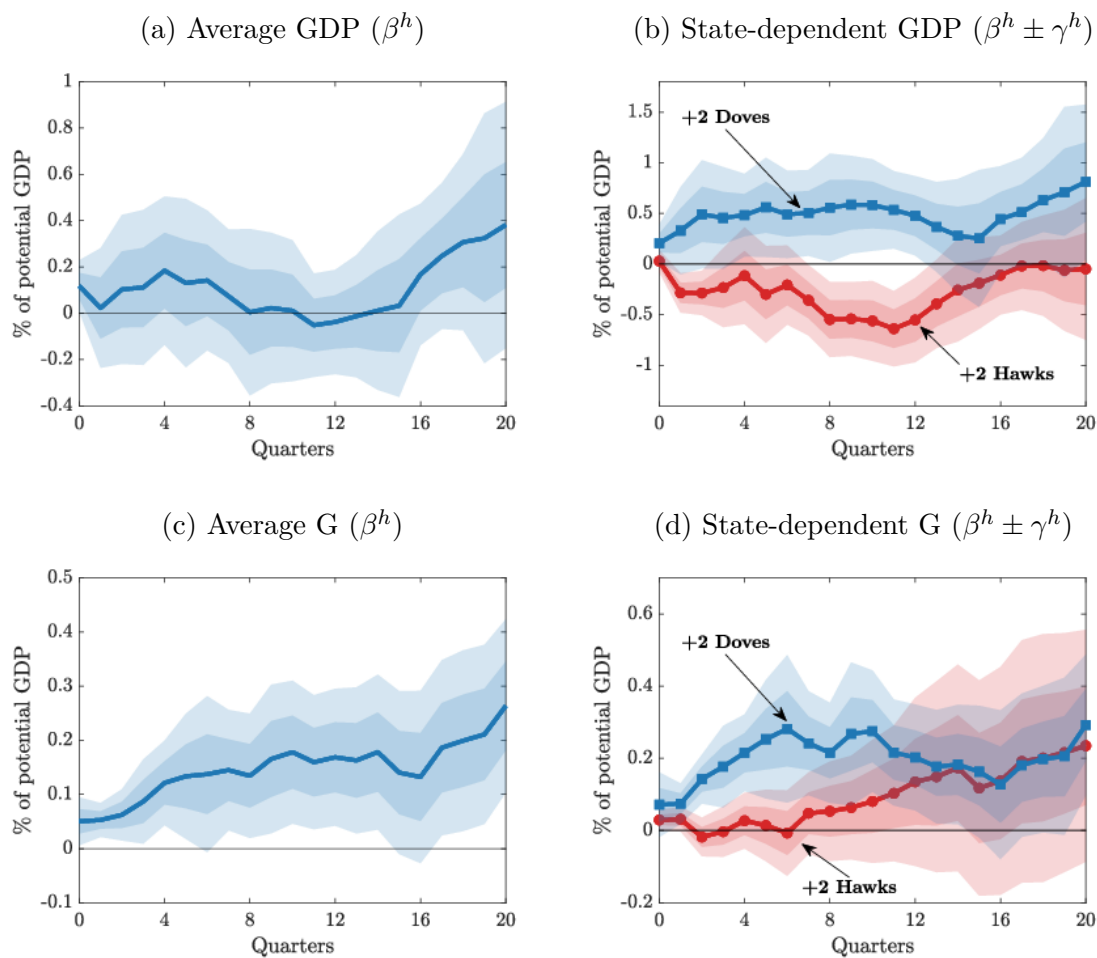 (a) Average GDP (β^h)
1
0.8
0.6
0.4
0.2
0
-0.2
-0.4
% of potential GDP
0 4 8 12 16 20
Quarters
(b) State-dependent GDP (β^h ± γ^h)
1.5
1
0.5
0
-0.5
-1
% of potential GDP
+2 Doves
+2 Hawks
0 4 8 12 16 20
Quarters
(c) Average G (β^h)
0.5
0.4
0.3
0.2
0.1
0
-0.1
% of potential GDP
0 4 8 12 16 20
Quarters
(d) State-dependent G (β^h ± γ^h)
0.6
0.4
0.2
0
-0.2
% of potential GDP
+2 Doves
+2 Hawks
0 4 8 12 16 20
Quarters